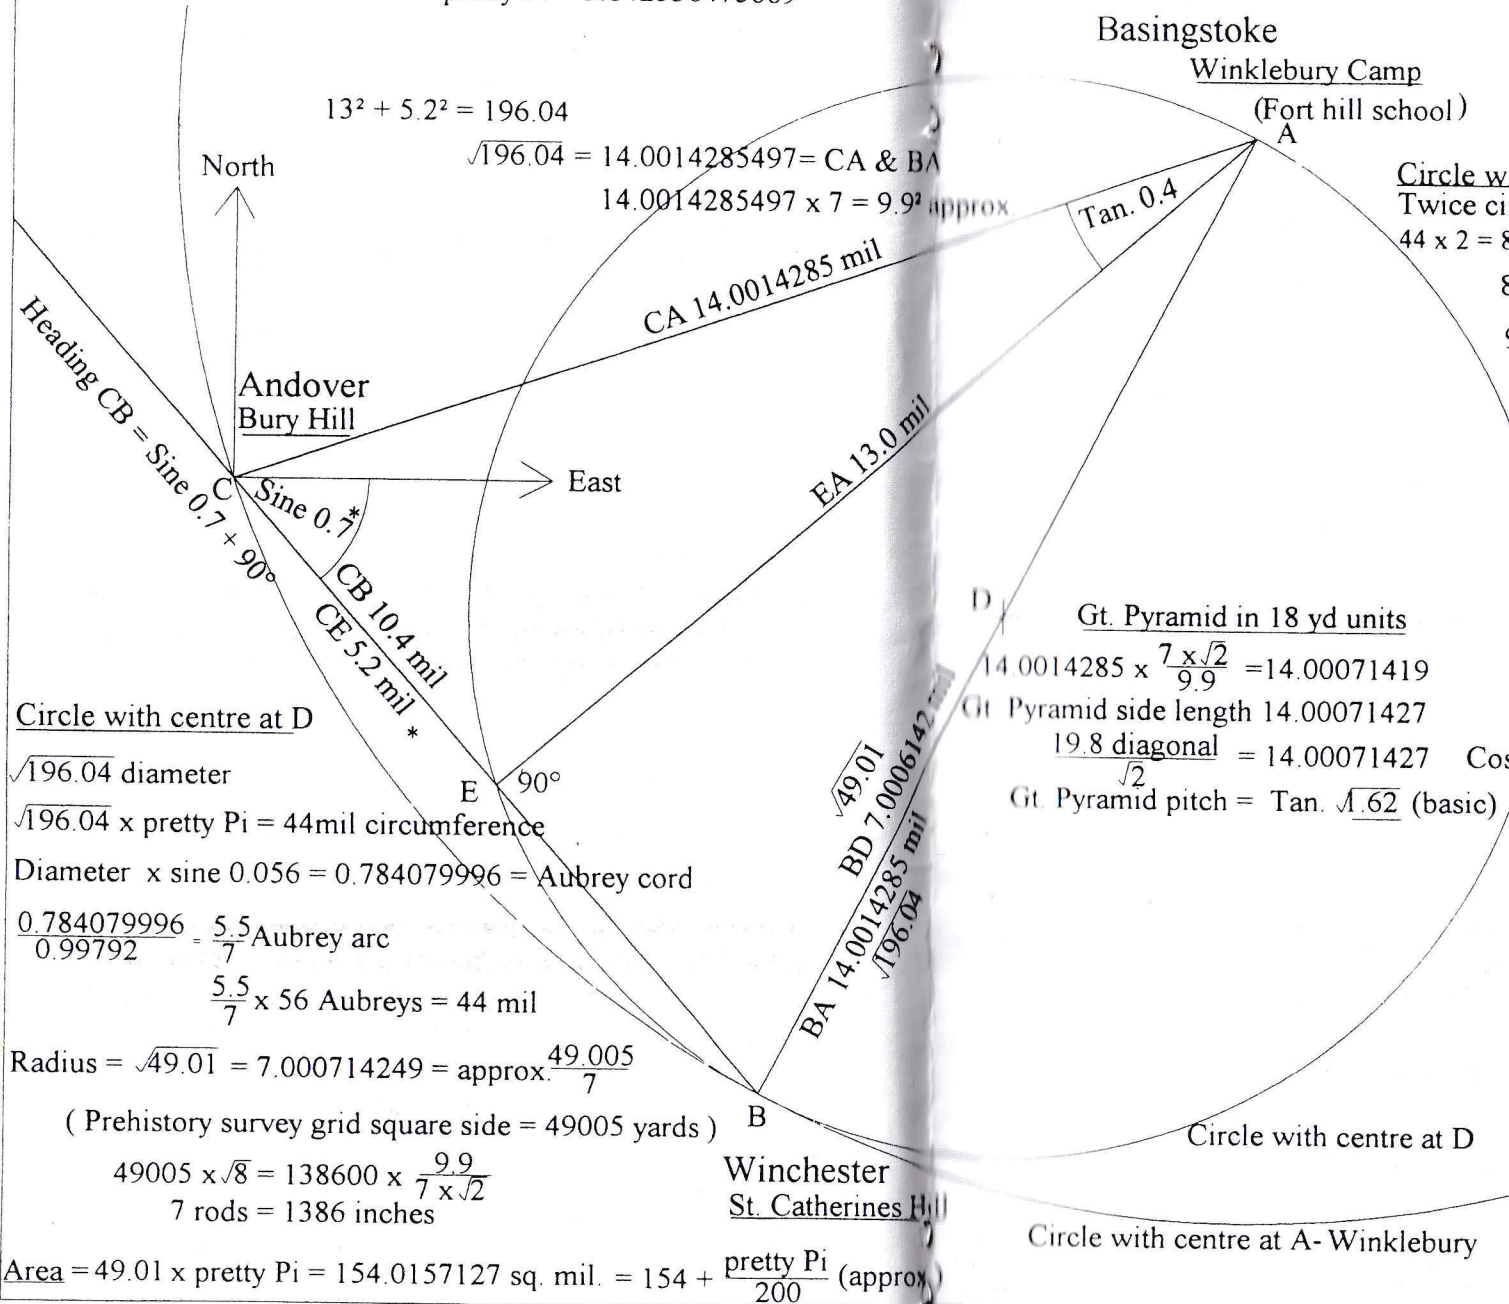 Basingstoke
Winklebury Camp
(Fort hill school)
A
13² + 5.2² = 196.04
√196.04 = 14.0014285497= CA & BA
14.0014285497 x 7 = 9.9² approx.
North
Tan. 0.4
Circle w
Twice ci
44 x 2 = 8
CA 14.0014285 mil
Heading CB = Sine 0.7 + 90°
Andover
Bury Hill
C
East
Sine 0.7*
EA 13.0 mil
CB 10.4 mil
CE 5.2 mil *
D
Gt. Pyramid in 18 yd units
14.0014285 x 7 x√2 / 9.9 =14.00071419
Gt Pyramid side length 14.00071427
19.8 diagonal / √2 = 14.00071427 Cos
Gt. Pyramid pitch = Tan. √1.62 (basic)
Circle with centre at D
√196.04 diameter
√196.04 x pretty Pi = 44mil circumference
E
90°
√49.01
BD 7.0006142 mil
BA 14.0014285 mil
√196.04
Diameter x sine 0.056 = 0.784079996 = Aubrey cord
0.784079996 / 0.99792 = 5.5 / 7 Aubrey arc
5.5 / 7 x 56 Aubreys = 44 mil
Radius = √49.01 = 7.000714249 = approx. 49.005 / 7
( Prehistory survey grid square side = 49005 yards )
B
49005 x√8 = 138600 x 9.9 / 7 x√2
7 rods = 1386 inches
Winchester
St. Catherines Hill
Circle with centre at D
Circle with centre at A- Winklebury
Area = 49.01 x pretty Pi = 154.0157127 sq. mil. = 154 + pretty Pi / 200 (approx)